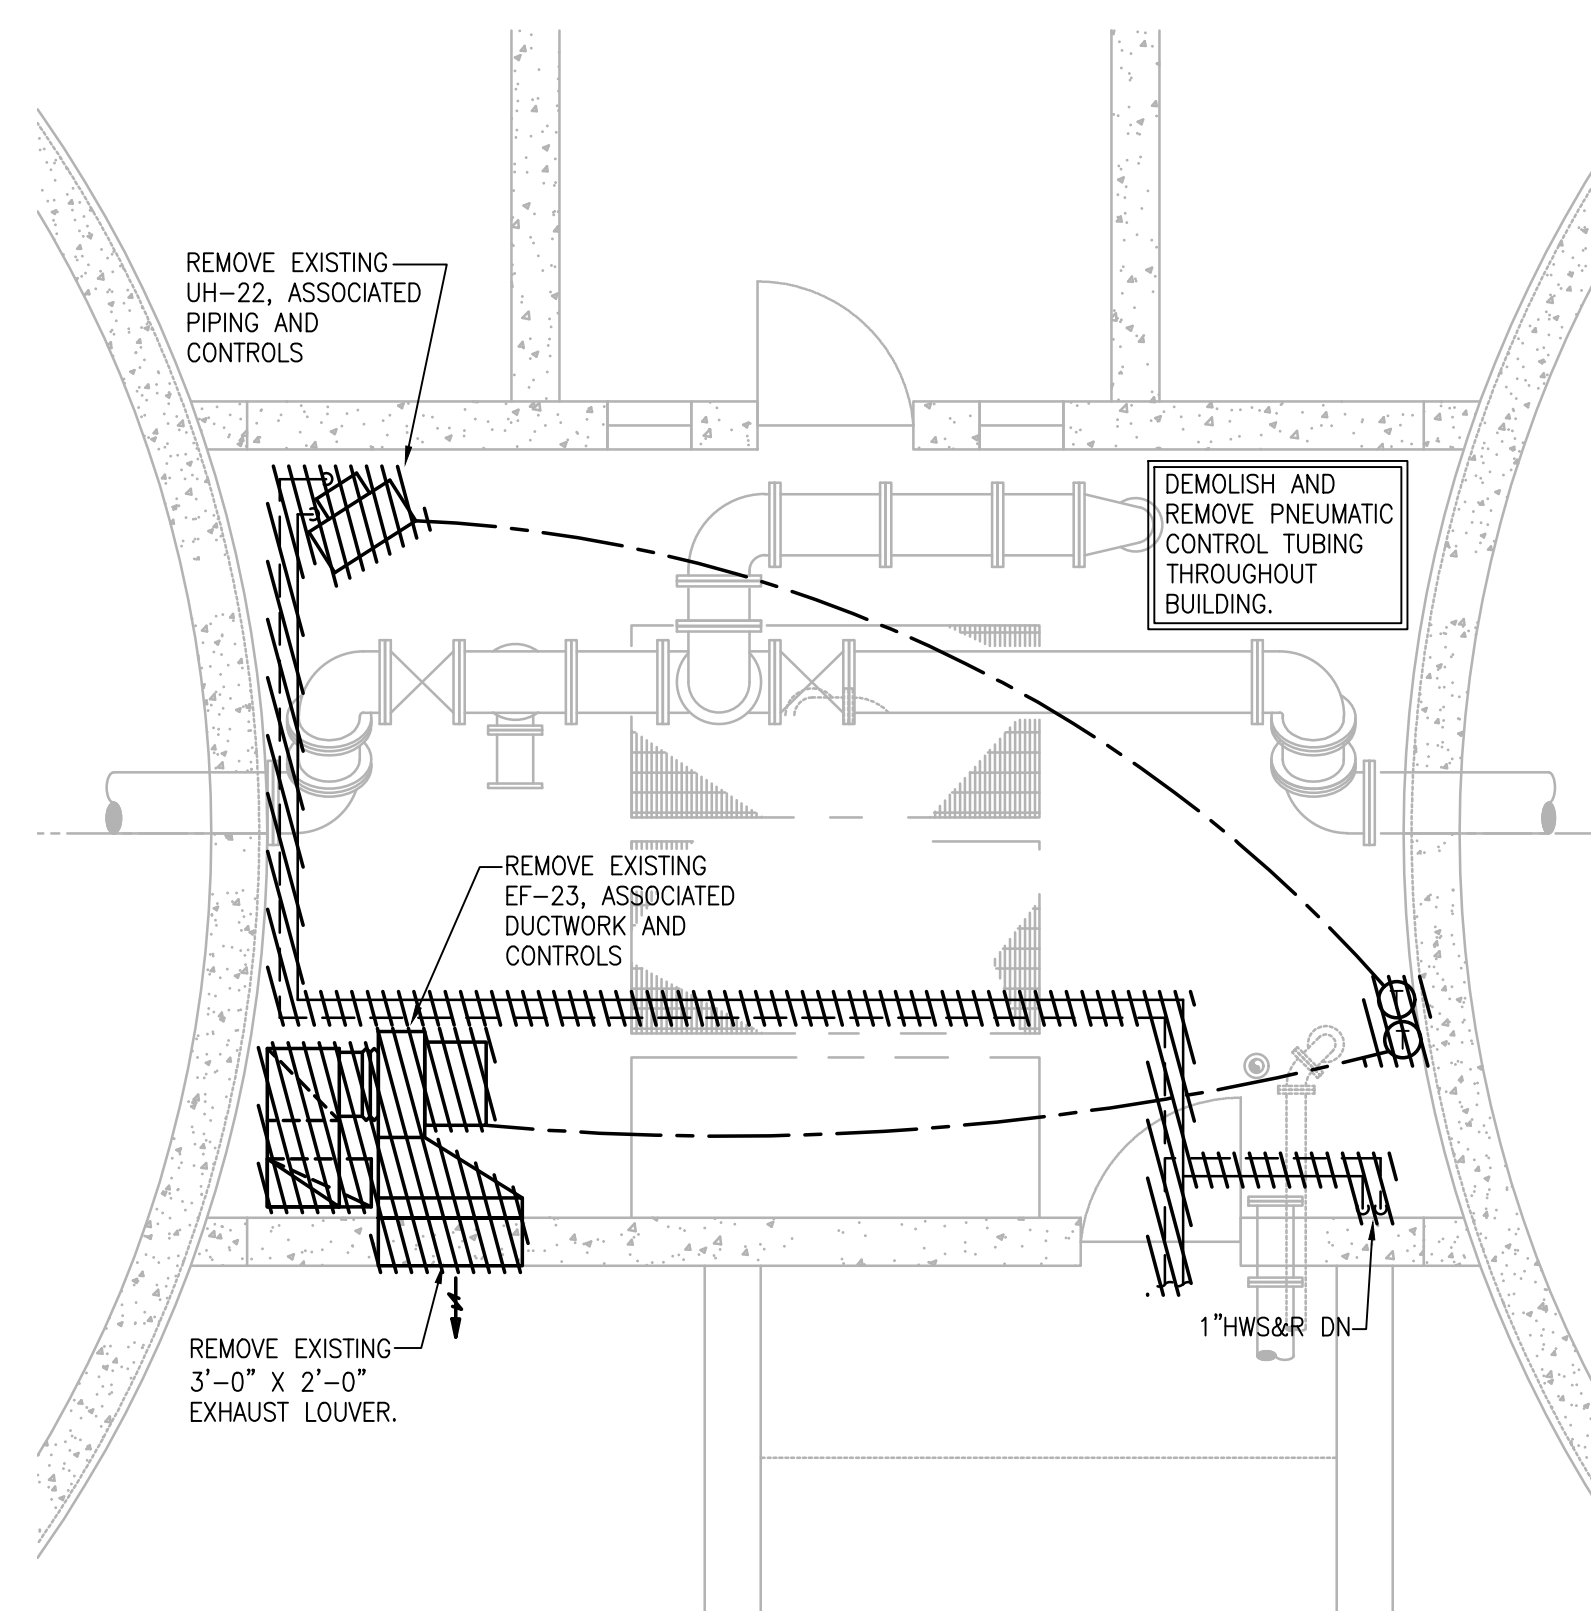 REMOVE EXISTING
UH-22, ASSOCIATED
PIPING AND
CONTROLS
DEMOLISH AND
REMOVE PNEUMATIC
CONTROL TUBING
THROUGHOUT
BUILDING.
REMOVE EXISTING
EF-23, ASSOCIATED
DUCTWORK AND
CONTROLS
T
T
1"HWS&R DN
REMOVE EXISTING
3'-0" X 2'-0"
EXHAUST LOUVER.